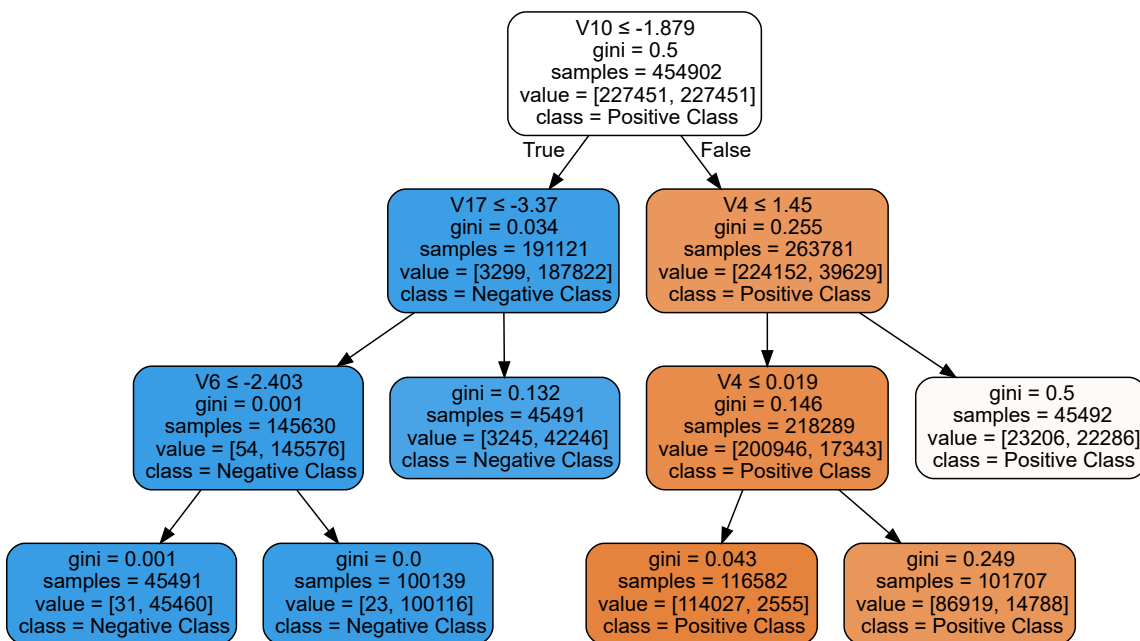 V10 ≤ -1.879
gini = 0.5
samples = 454902
value = [227451, 227451]
class = Positive Class
True
False
V17 ≤ -3.37
gini = 0.034
samples = 191121
value = [3299, 187822]
class = Negative Class
V4 ≤ 1.45
gini = 0.255
samples = 263781
value = [224152, 39629]
class = Positive Class
V6 ≤ -2.403
gini = 0.001
samples = 145630
value = [54, 145576]
class = Negative Class
gini = 0.132
samples = 45491
value = [3245, 42246]
class = Negative Class
V4 ≤ 0.019
gini = 0.146
samples = 218289
value = [200946, 17343]
class = Positive Class
gini = 0.5
samples = 45492
value = [23206, 22286]
class = Positive Class
gini = 0.001
samples = 45491
value = [31, 45460]
class = Negative Class
gini = 0.0
samples = 100139
value = [23, 100116]
class = Negative Class
gini = 0.043
samples = 116582
value = [114027, 2555]
class = Positive Class
gini = 0.249
samples = 101707
value = [86919, 14788]
class = Positive Class